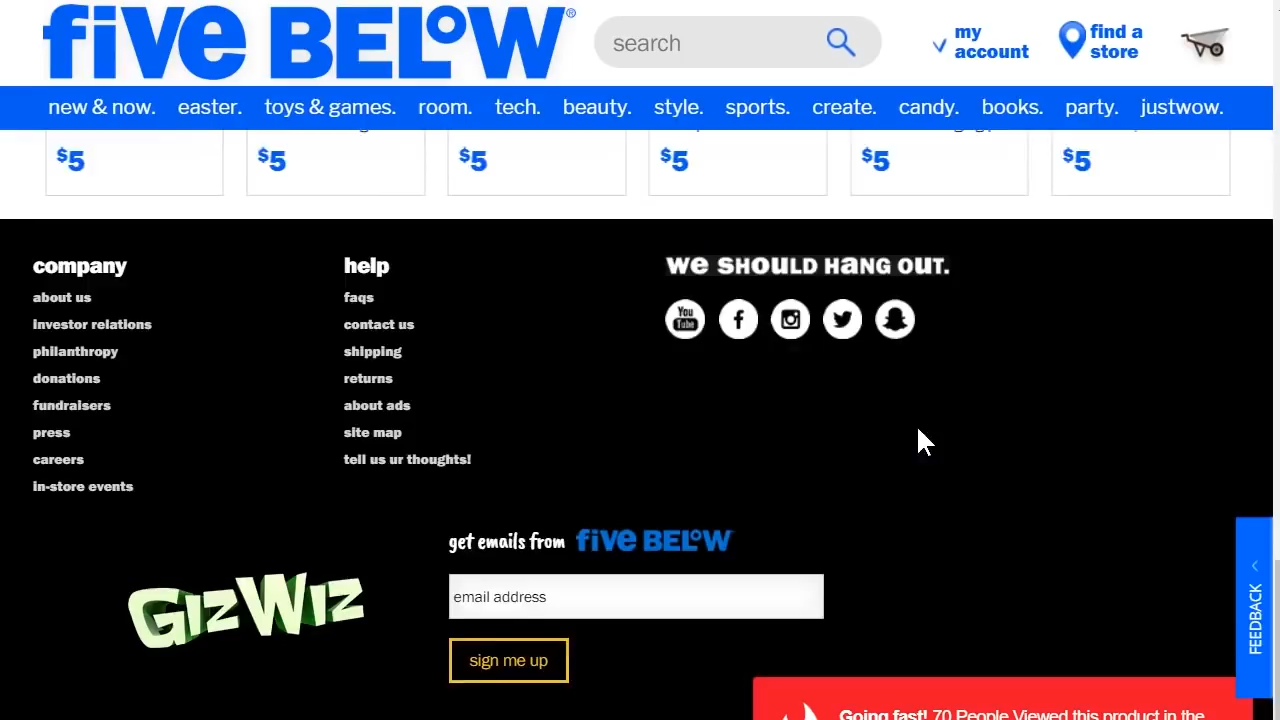 five BELOW®
search
my account
find a store
new & now. easter. toys & games. room. tech. beauty. style. sports. create. candy. books. party. justwow.
$5 $5 $5 $5 $5 $5
company
about us
investor relations
philanthropy
donations
fundraisers
press
careers
in-store events
help
faqs
contact us
shipping
returns
about ads
site map
tell us ur thoughts!
We SHOULD HaNG OUT.
You Tube
get emails from five BELOW
email address
sign me up
GizWiz
FEEDBACK
Going fast! 70 People Viewed this product in the